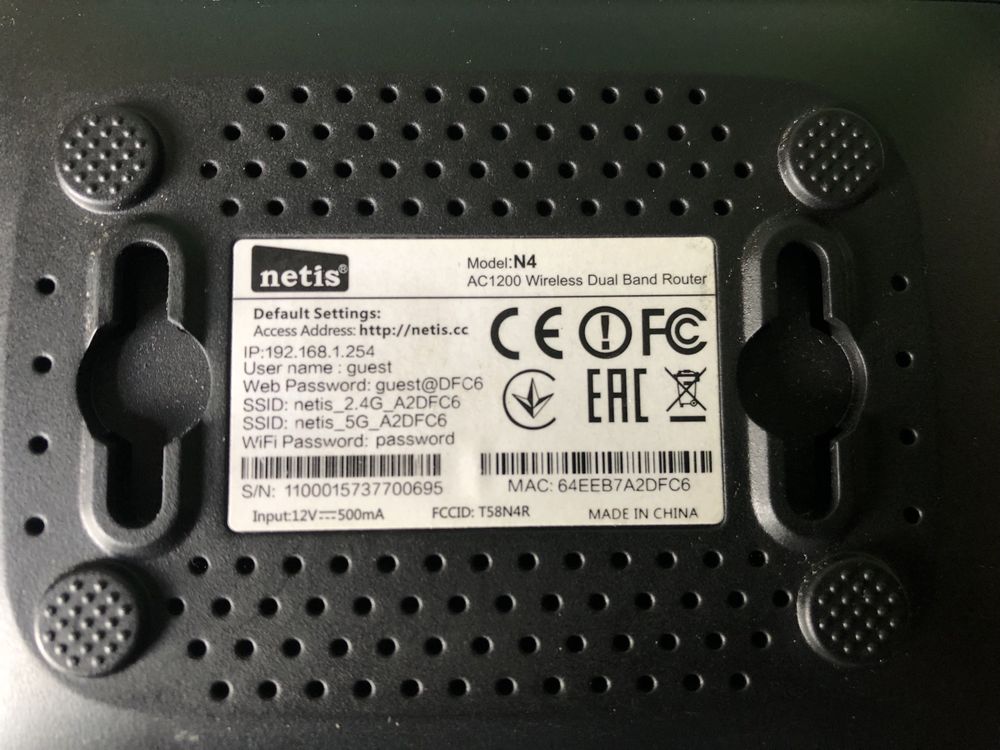 netis®
Model:N4
AC1200 Wireless Dual Band Router
Default Settings:
Access Address: http://netis.cc
IP:192.168.1.254
User name : guest
Web Password: guest@DFC6
SSID: netis_2.4G_A2DFC6
SSID: netis_5G_A2DFC6
WiFi Password: password
CE FC
EAC
S/N: 1100015737700695
MAC: 64EEB7A2DFC6
Input:12V⎓500mA FCCID: T58N4R MADE IN CHINA